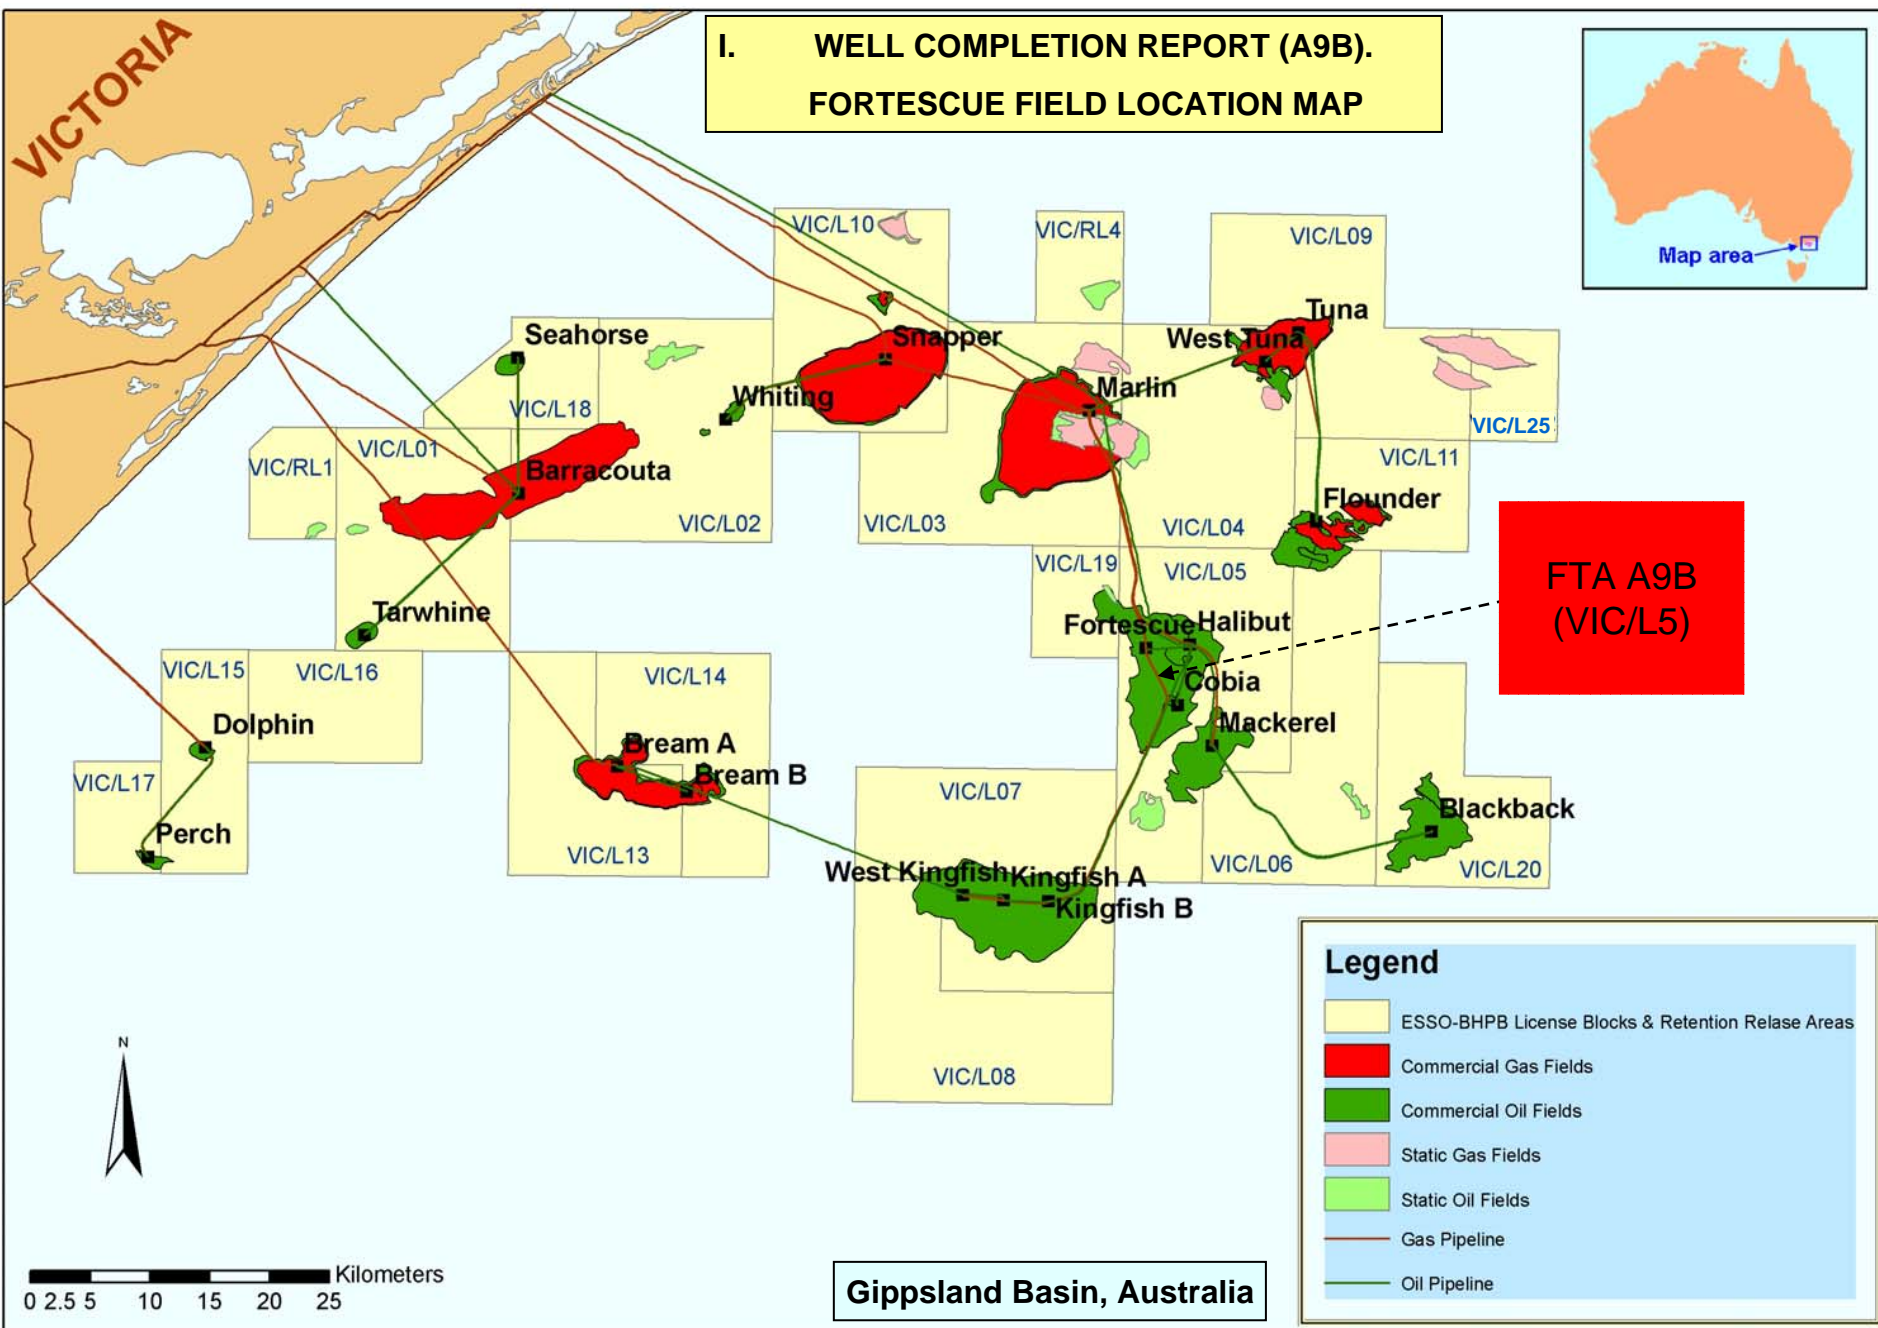 VICTORIA
I. WELL COMPLETION REPORT (A9B).
FORTESCUE FIELD LOCATION MAP
Map area
VIC/L10
VIC/RL4
VIC/L09
Tuna
Seahorse
Snapper
West Tuna
Whiting
Marlin
VIC/L18
VIC/L25
VIC/L01
VIC/RL1
Barracouta
VIC/L11
Flounder
VIC/L02
VIC/L03
VIC/L04
VIC/L19
VIC/L05
FTA A9B
(VIC/L5)
Tarwhine
Fortescue
Halibut
VIC/L15
VIC/L16
VIC/L14
Cobia
Dolphin
Mackerel
Bream A
Bream B
VIC/L17
VIC/L07
Perch
Blackback
VIC/L13
VIC/L06
VIC/L20
West Kingfish
Kingfish A
Kingfish B
VIC/L08
N
Legend
ESSO-BHPB License Blocks & Retention Relase Areas
Commercial Gas Fields
Commercial Oil Fields
Static Gas Fields
Static Oil Fields
Gas Pipeline
Oil Pipeline
Kilometers
0 2.5 5 10 15 20 25
Gippsland Basin, Australia